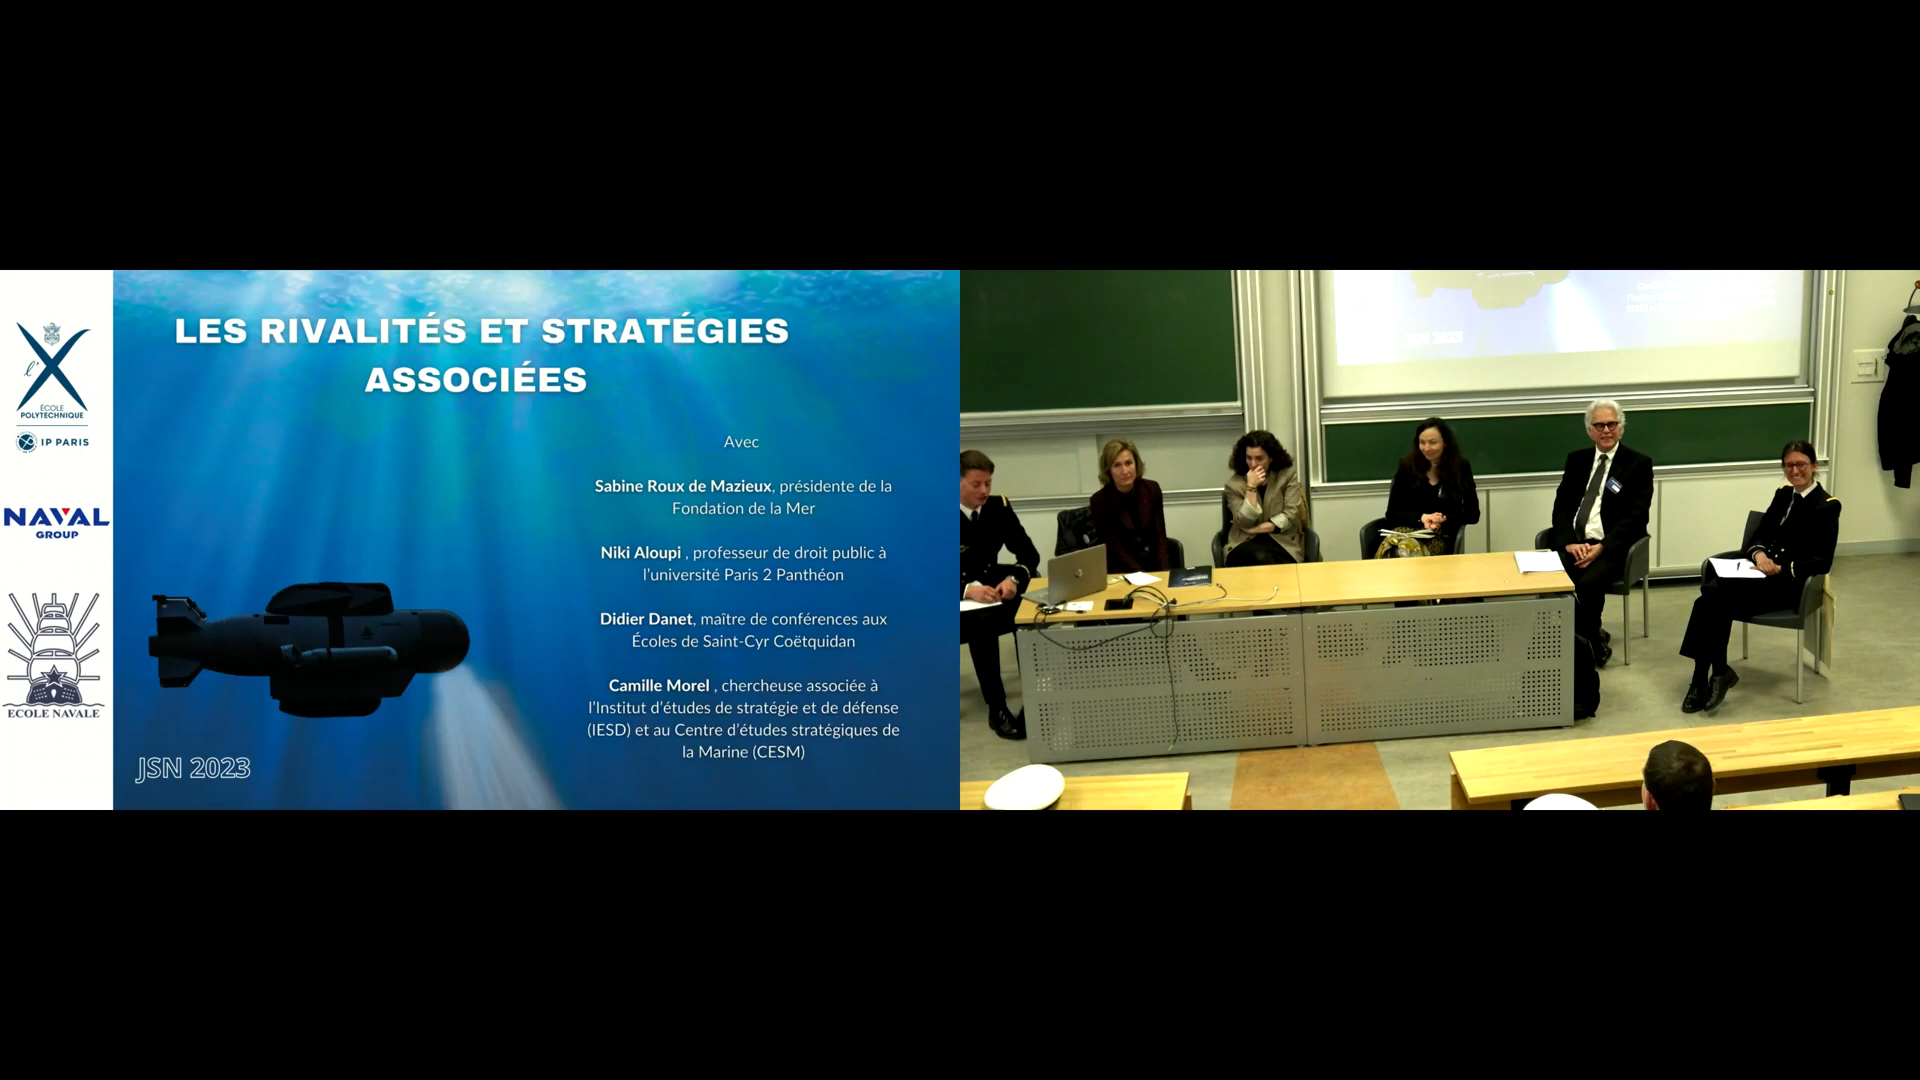 LES RIVALITÉS ET STRATÉGIES
ASSOCIÉES
Avec
Sabine Roux de Mazieux, présidente de la
Fondation de la Mer
Niki Aloupi , professeur de droit public à
l'université Paris 2 Panthéon
Didier Danet, maître de conférences aux
Écoles de Saint-Cyr Coëtquidan
Camille Morel , chercheuse associée à
l'Institut d'études de stratégie et de défense
(IESD) et au Centre d'études stratégiques de
la Marine (CESM)
JSN 2023
l'X
ÉCOLE
POLYTECHNIQUE
IP PARIS
NAVAL
GROUP
ECOLE NAVALE
JSN 2023